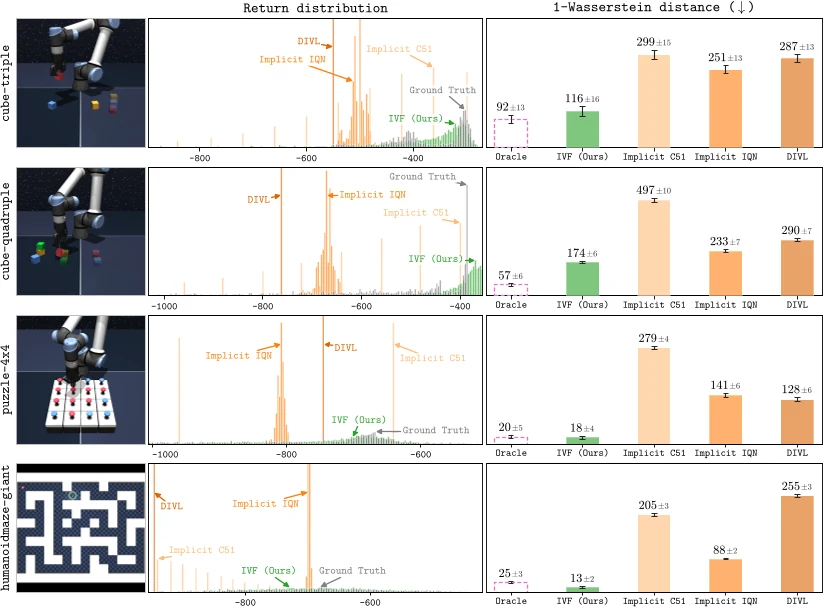 Return distribution
1-Wasserstein distance (↓)
cube-triple
DIVL
Implicit IQN
Implicit C51
Ground Truth
IVF (Ours)
-800
-600
-400
92±13
116±16
299±15
251±13
287±13
Oracle
IVF (Ours)
Implicit C51
Implicit IQN
DIVL
cube-quadruple
DIVL
Implicit IQN
Ground Truth
Implicit C51
IVF (Ours)
-1000
-800
-600
-400
57±6
174±6
497±10
233±7
290±7
Oracle
IVF (Ours)
Implicit C51
Implicit IQN
DIVL
puzzle-4x4
Implicit IQN
DIVL
Implicit C51
IVF (Ours)
Ground Truth
-1000
-800
-600
20±5
18±4
279±4
141±6
128±6
Oracle
IVF (Ours)
Implicit C51
Implicit IQN
DIVL
humanoidmaze-giant
DIVL
Implicit IQN
Implicit C51
IVF (Ours)
Ground Truth
-800
-600
25±3
13±2
205±3
88±2
255±3
Oracle
IVF (Ours)
Implicit C51
Implicit IQN
DIVL